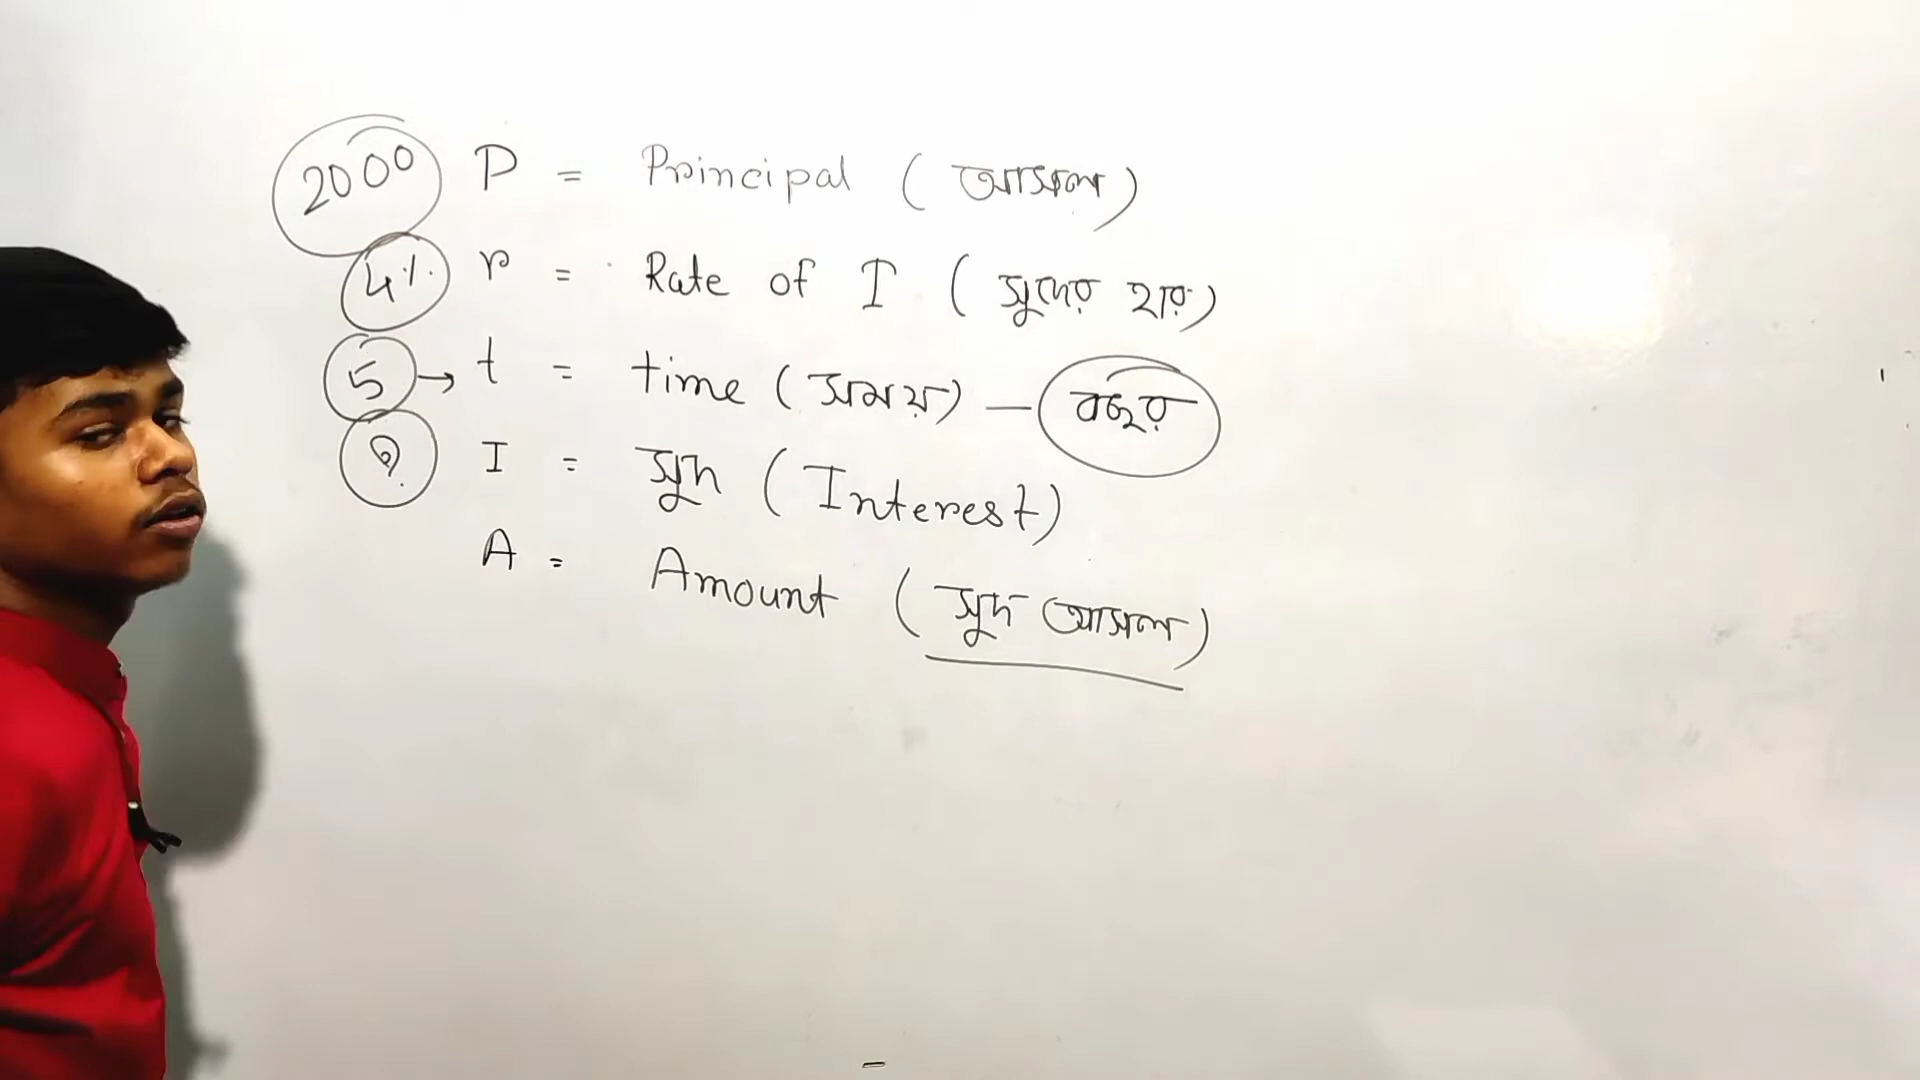 2000 P = Principal (আসল)
4% r = Rate of I (সুদের হার)
5 → t = time (সময়) — বছর
? I = সুদ (Interest)
A = Amount (সুদ আসল)